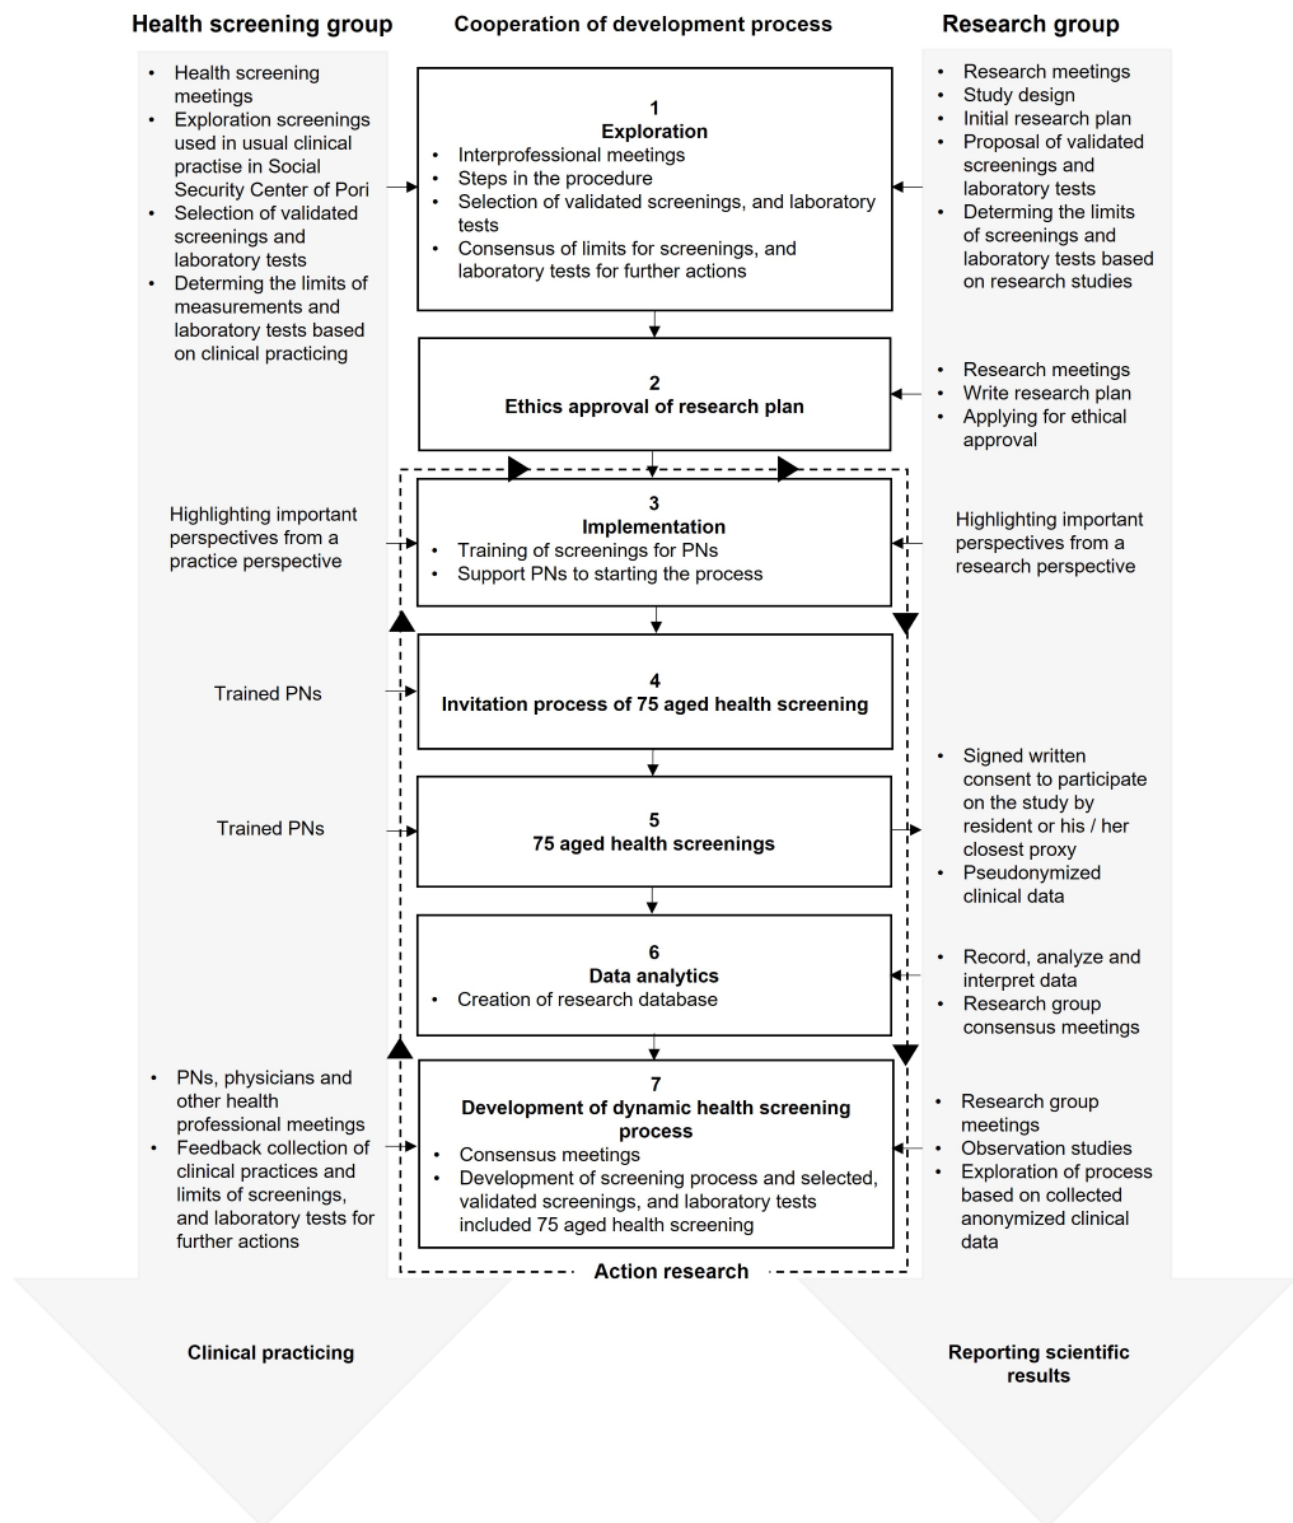 Health screening group
Cooperation of development process
Research group
• Health screening
meetings
• Exploration screenings
used in usual clinical
practise in Social
Security Center of Pori
• Selection of validated
screenings and
laboratory tests
• Determing the limits of
measurements and
laboratory tests based
on clinical practicing
1
Exploration
• Interprofessional meetings
• Steps in the procedure
• Selection of validated screenings, and laboratory
tests
• Consensus of limits for screenings, and
laboratory tests for further actions
• Research meetings
• Study design
• Initial research plan
• Proposal of validated
screenings and
laboratory tests
• Determing the limits
of screenings and
laboratory tests based
on research studies
2
Ethics approval of research plan
• Research meetings
• Write research plan
• Applying for ethical
approval
Highlighting important
perspectives from a
practice perspective
3
Implementation
• Training of screenings for PNs
• Support PNs to starting the process
Highlighting important
perspectives from a
research perspective
Trained PNs
4
Invitation process of 75 aged health screening
Trained PNs
5
75 aged health screenings
• Signed written
consent to participate
on the study by
resident or his / her
closest proxy
• Pseudonymized
clinical data
6
Data analytics
• Creation of research database
• Record, analyze and
interpret data
• Research group
consensus meetings
• PNs, physicians and
other health
professional meetings
• Feedback collection of
clinical practices and
limits of screenings,
and laboratory tests for
further actions
7
Development of dynamic health screening
process
• Consensus meetings
• Development of screening process and selected,
validated screenings, and laboratory tests
included 75 aged health screening
• Research group
meetings
• Observation studies
• Exploration of process
based on collected
anonymized clinical
data
Action research
Clinical practicing
Reporting scientific
results